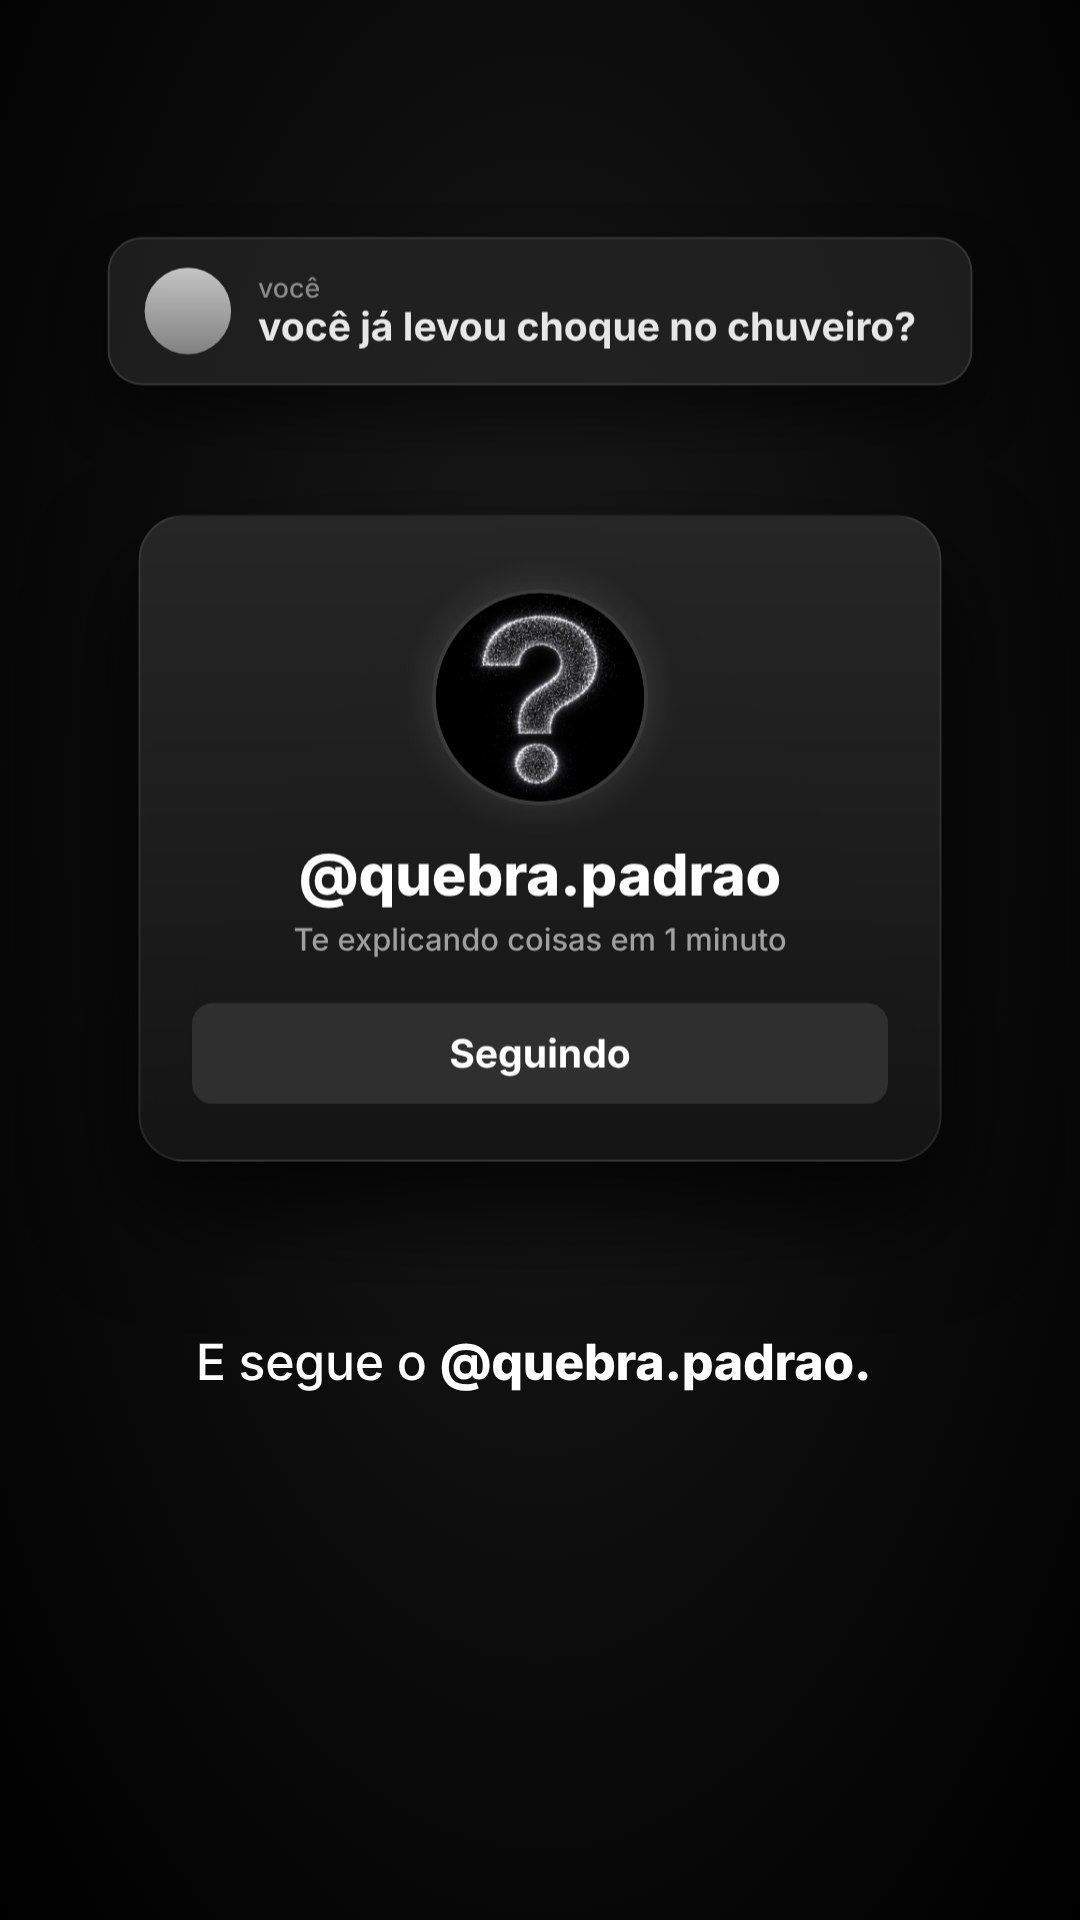 você
você já levou choque no chuveiro?
?
@quebra.padrao
Te explicando coisas em 1 minuto
Seguindo
E segue o @quebra.padrao.